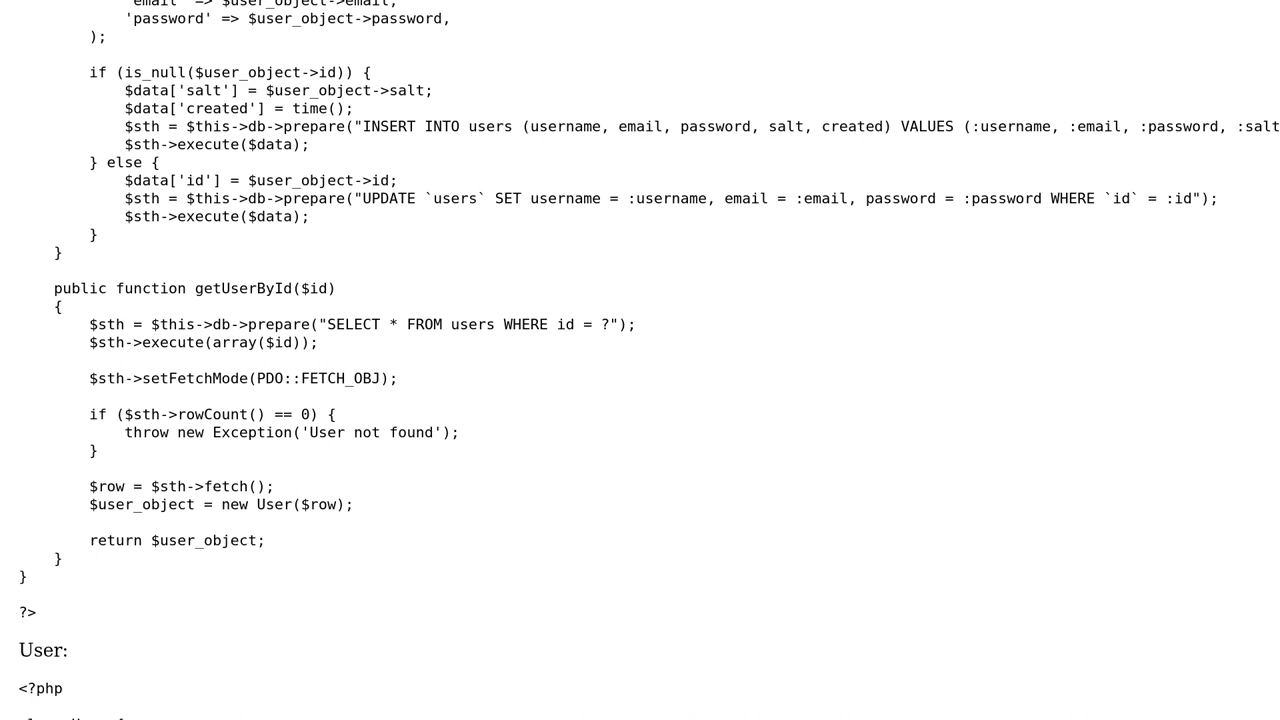 'email' => $user_object->email,
'password' => $user_object->password,
);
if (is_null($user_object->id)) {
$data['salt'] = $user_object->salt;
$data['created'] = time();
$sth = $this->db->prepare("INSERT INTO users (username, email, password, salt, created) VALUES (:username, :email, :password, :salt
$sth->execute($data);
} else {
$data['id'] = $user_object->id;
$sth = $this->db->prepare("UPDATE `users` SET username = :username, email = :email, password = :password WHERE `id` = :id");
$sth->execute($data);
}
}
public function getUserById($id)
{
$sth = $this->db->prepare("SELECT * FROM users WHERE id = ?");
$sth->execute(array($id));
$sth->setFetchMode(PDO::FETCH_OBJ);
if ($sth->rowCount() == 0) {
throw new Exception('User not found');
}
$row = $sth->fetch();
$user_object = new User($row);
return $user_object;
}
}
?>
User:
<?php